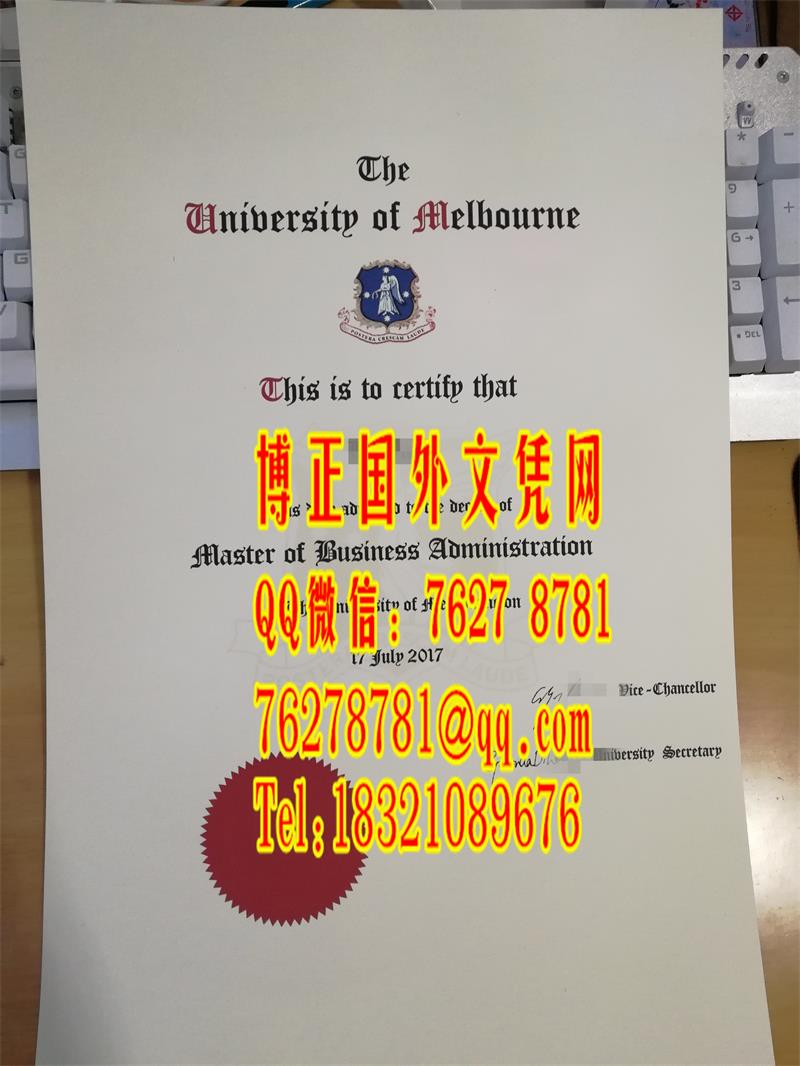 The
University of Melbourne
POSTERA CRESCAM LAUDE
This is to certify that
博正国外文凭网
of
Master of Business Administration
QQ微信：7627 8781
of
17 July 2017
Vice-Chancellor
76278781@qq.com
Secretary
Tel:18321089676